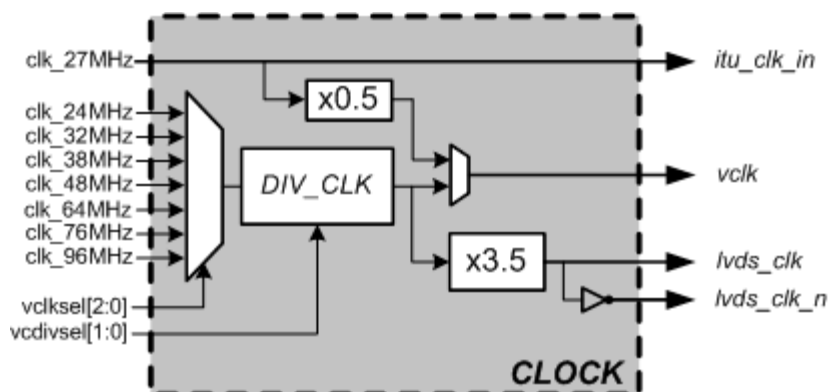 clk_27MHz
itu_clk_in
x0.5
clk_24MHz
clk_32MHz
clk_38MHz
clk_48MHz
clk_64MHz
clk_76MHz
clk_96MHz
DIV_CLK
vclk
x3.5
lvds_clk
lvds_clk_n
vclksel[2:0]
vcdivsel[1:0]
CLOCK